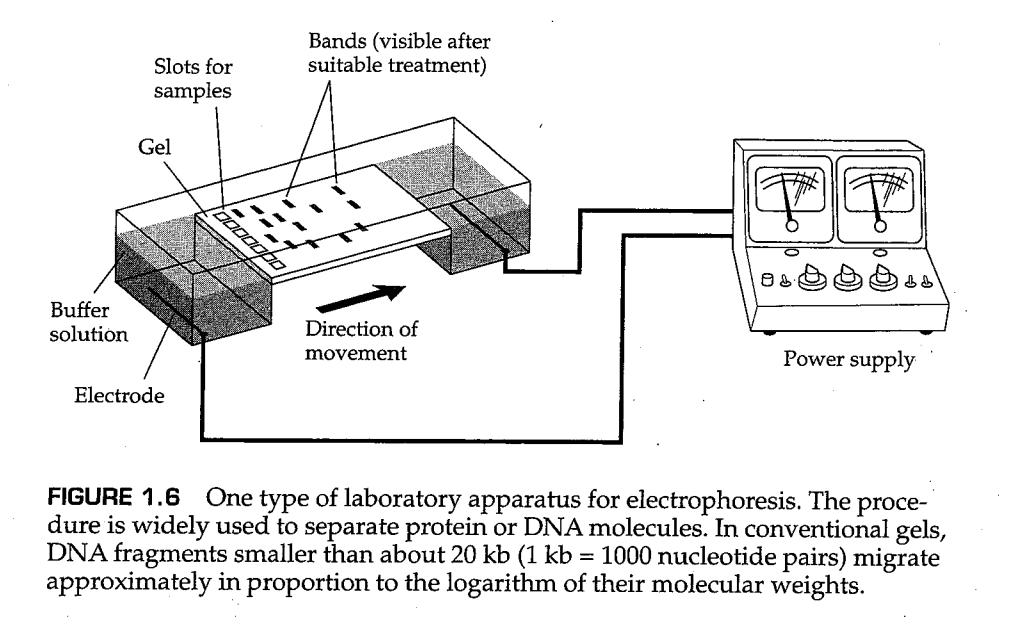 Bands (visible after
suitable treatment)
Slots for
samples
Gel
Buffer
solution
Electrode
Direction of
movement
Power supply
FIGURE 1.6 One type of laboratory apparatus for electrophoresis. The proce-
dure is widely used to separate protein or DNA molecules. In conventional gels,
DNA fragments smaller than about 20 kb (1 kb = 1000 nucleotide pairs) migrate
approximately in proportion to the logarithm of their molecular weights.